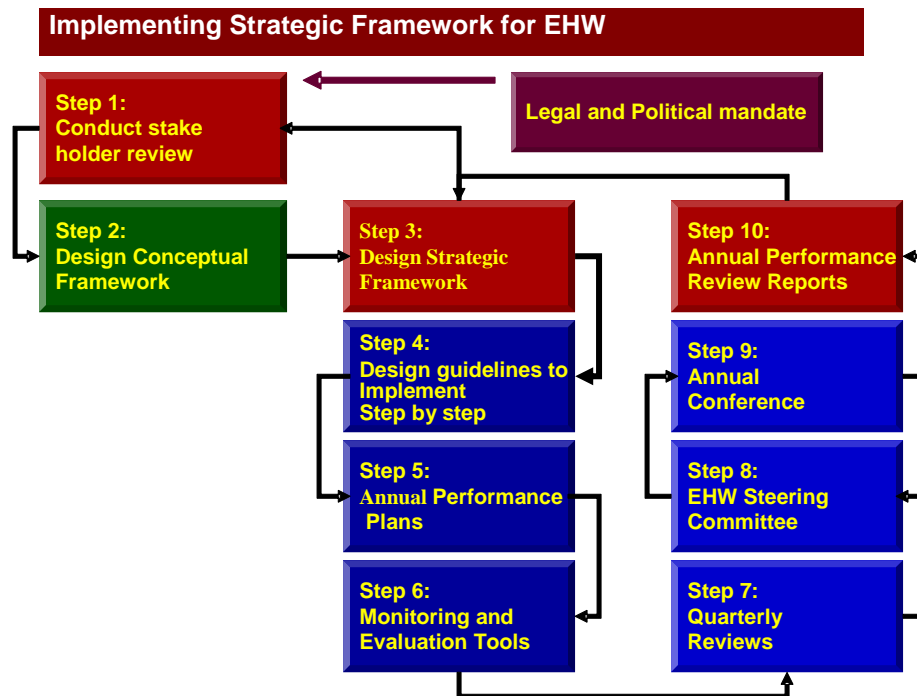 Implementing Strategic Framework for EHW
Legal and Political mandate
Step 1:
Conduct stake
holder review
Step 2:
Design Conceptual
Framework
Step 3:
Design Strategic
Framework
Step 4:
Design guidelines to
Implement
Step by step
Step 5:
Annual Performance
Plans
Step 6:
Monitoring and
Evaluation Tools
Step 7:
Quarterly
Reviews
Step 8:
EHW Steering
Committee
Step 9:
Annual
Conference
Step 10:
Annual Performance
Review Reports